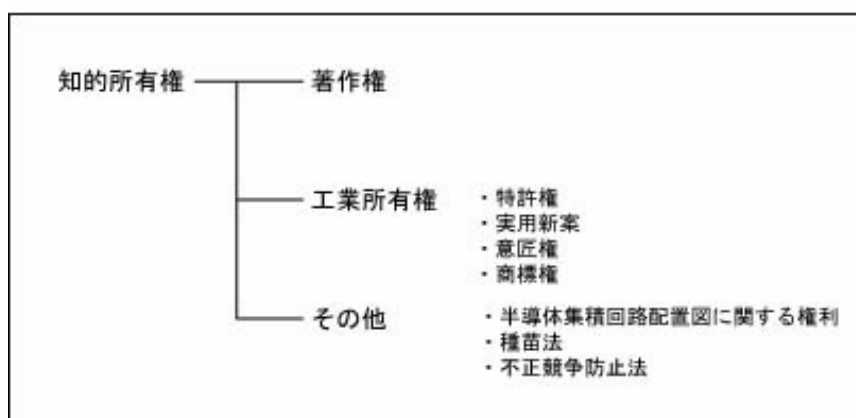 知的所有権
著作権
工業所有権
・特許権
・実用新案
・意匠権
・商標権
その他
・半導体集積回路配置図に関する権利
・種苗法
・不正競争防止法